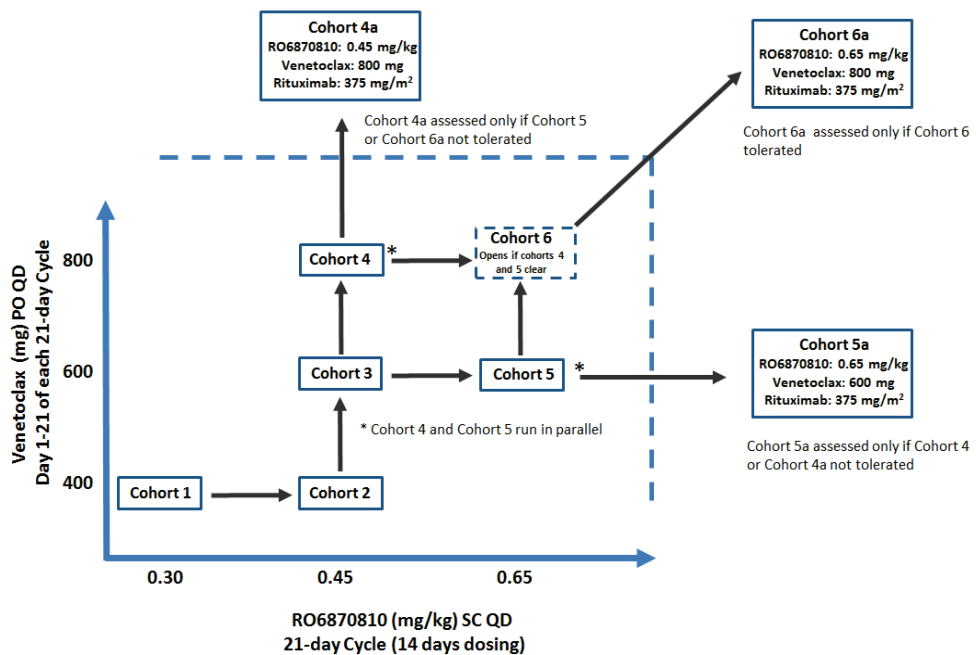 Cohort 4a
RO6870810: 0.45 mg/kg
Venetoclax: 800 mg
Rituximab: 375 mg/m²
Cohort 6a
RO6870810: 0.65 mg/kg
Venetoclax: 800 mg
Rituximab: 375 mg/m²
Cohort 4a assessed only if Cohort 5
or Cohort 6a not tolerated
Cohort 6a assessed only if Cohort 6
tolerated
Venetoclax (mg) PO QD
Day 1-21 of each 21-day Cycle
800
Cohort 4
*
Cohort 6
Opens if cohorts 4
and 5 clear
600
Cohort 3
Cohort 5
*
Cohort 5a
RO6870810: 0.65 mg/kg
Venetoclax: 600 mg
Rituximab: 375 mg/m²
* Cohort 4 and Cohort 5 run in parallel
Cohort 5a assessed only if Cohort 4
or Cohort 4a not tolerated
400
Cohort 1
Cohort 2
0.30
0.45
0.65
RO6870810 (mg/kg) SC QD
21-day Cycle (14 days dosing)